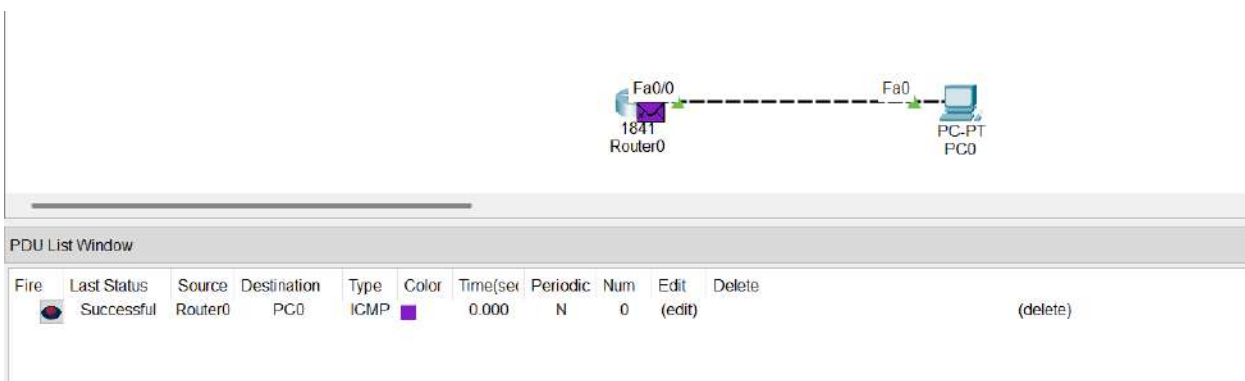 Fa0/0
Fa0
1841
Router0
PC-PT
PC0
PDU List Window
Fire Last Status Source Destination Type Color Time(sec Periodic Num Edit Delete
Successful Router0 PC0 ICMP 0.000 N 0 (edit) (delete)